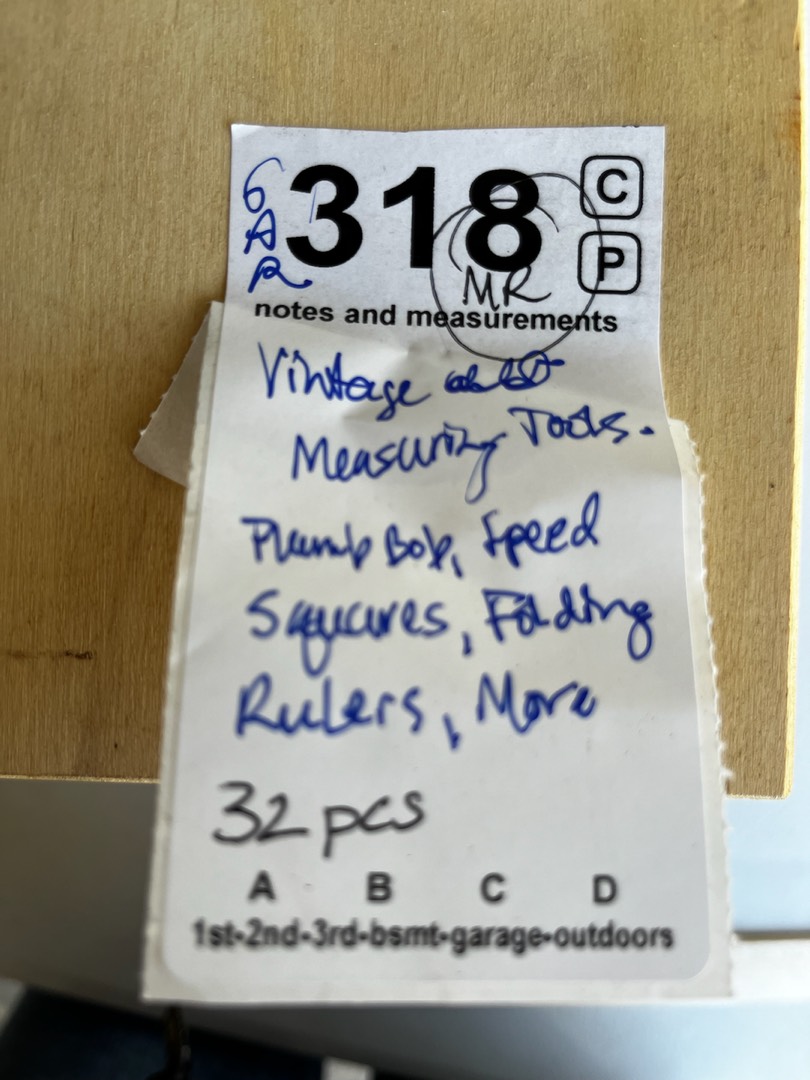 GAR
318
C
P
MR
notes and measurements
Vintage
Measuring Tools.
Plumb Bob, Speed
Squares, Folding
Rulers, More
32 pcs
A B C D
1st-2nd-3rd-bsmt-garage-outdoors